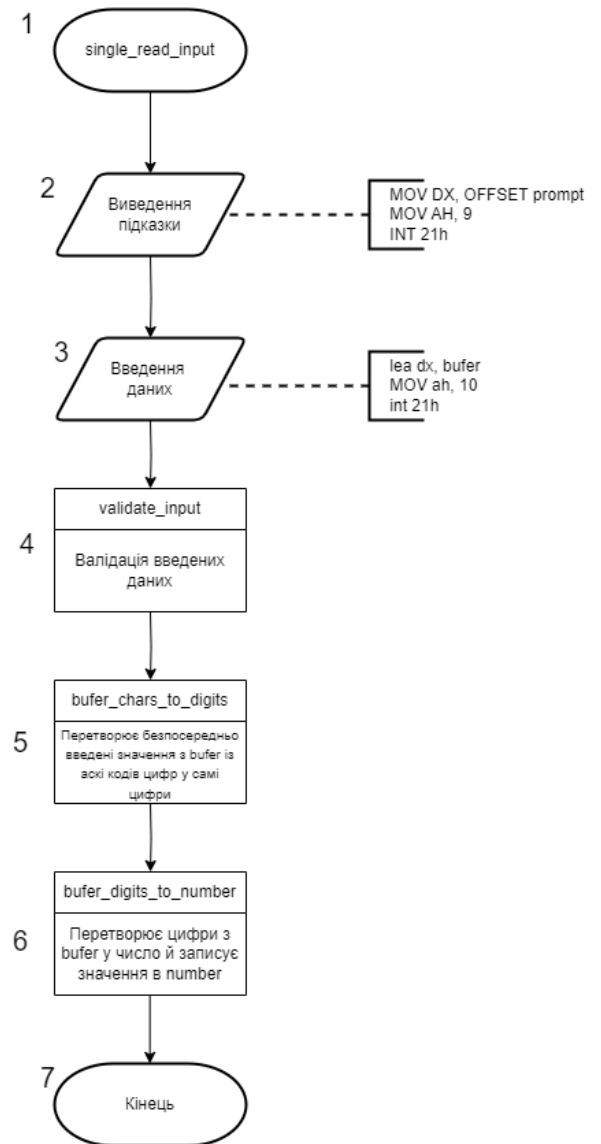 1
single_read_input
2
Виведення
підказки
MOV DX, OFFSET prompt
MOV AH, 9
INT 21h
3
Введення
даних
lea dx, bufer
MOV ah, 10
int 21h
validate_input
4
Валідація введених
даних
bufer_chars_to_digits
5
Перетворює безпосередньо
введені значення з bufer із
аскі кодів цифр у самі
цифри
bufer_digits_to_number
6
Перетворює цифри з
bufer у число й записує
значення в number
7
Кінець